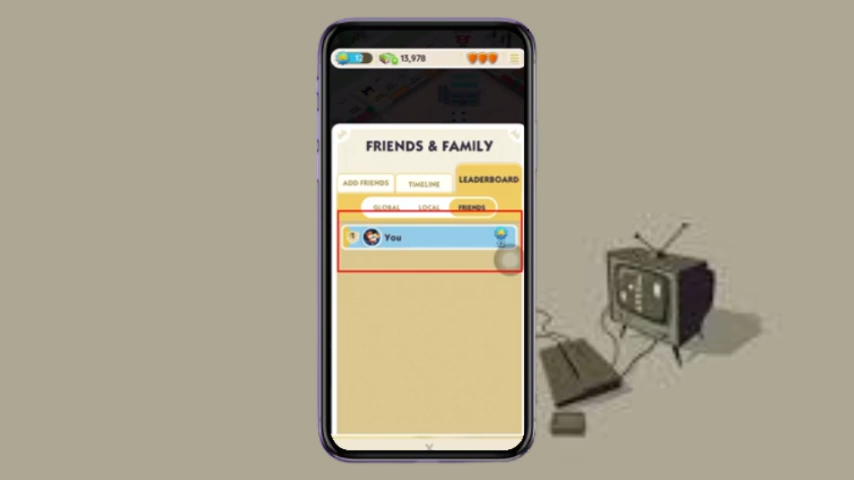 12 13,978
FRIENDS & FAMILY
ADD FRIENDS TIMELINE LEADERBOARD
GLOBAL LOCAL FRIENDS
You